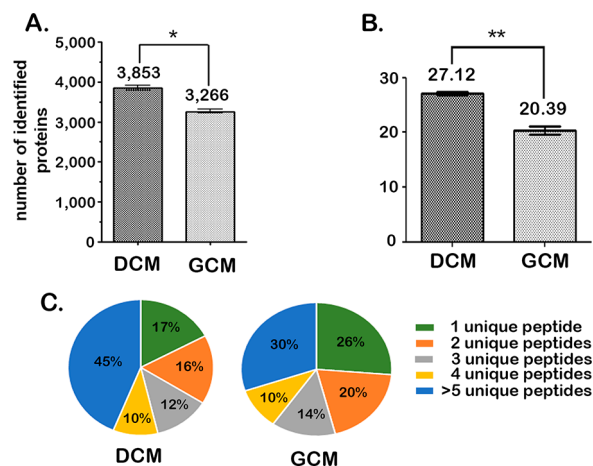 A.
number of identified
proteins
5,000
4,000
3,000
2,000
1,000
0
*
3,853
3,266
DCM
GCM
B.
30
20
10
0
**
27.12
20.39
DCM
GCM
C.
17%
16%
12%
10%
45%
DCM
26%
20%
14%
10%
30%
GCM
1 unique peptide
2 unique peptides
3 unique peptides
4 unique peptides
>5 unique peptides